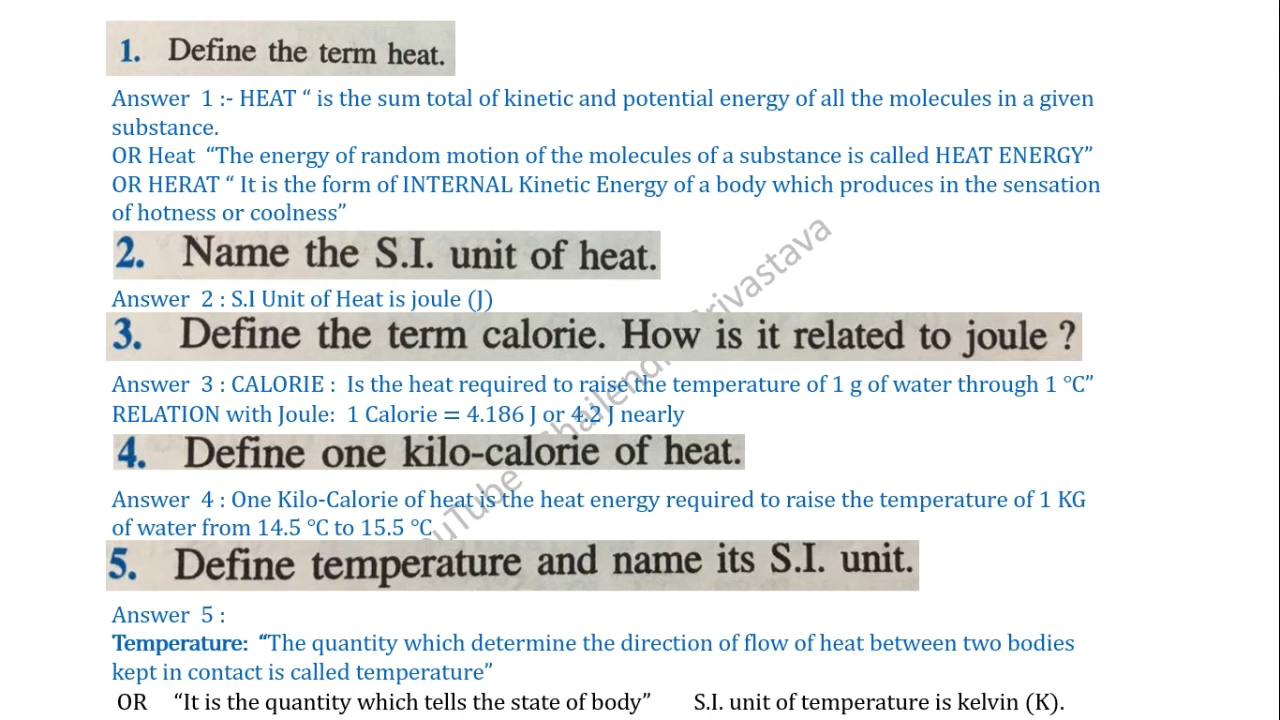 1. Define the term heat.
Answer 1 :- HEAT “ is the sum total of kinetic and potential energy of all the molecules in a given
substance.
OR Heat “The energy of random motion of the molecules of a substance is called HEAT ENERGY”
OR HERAT “ It is the form of INTERNAL Kinetic Energy of a body which produces in the sensation
of hotness or coolness”
2. Name the S.I. unit of heat.
Answer 2 : S.I Unit of Heat is joule (J)
3. Define the term calorie. How is it related to joule ?
Answer 3 : CALORIE : Is the heat required to raise the temperature of 1 g of water through 1 °C”
RELATION with Joule: 1 Calorie = 4.186 J or 4.2 J nearly
4. Define one kilo-calorie of heat.
Answer 4 : One Kilo-Calorie of heat is the heat energy required to raise the temperature of 1 KG
of water from 14.5 °C to 15.5 °C
5. Define temperature and name its S.I. unit.
Answer 5 :
Temperature: “The quantity which determine the direction of flow of heat between two bodies
kept in contact is called temperature”
OR “It is the quantity which tells the state of body” S.I. unit of temperature is kelvin (K).